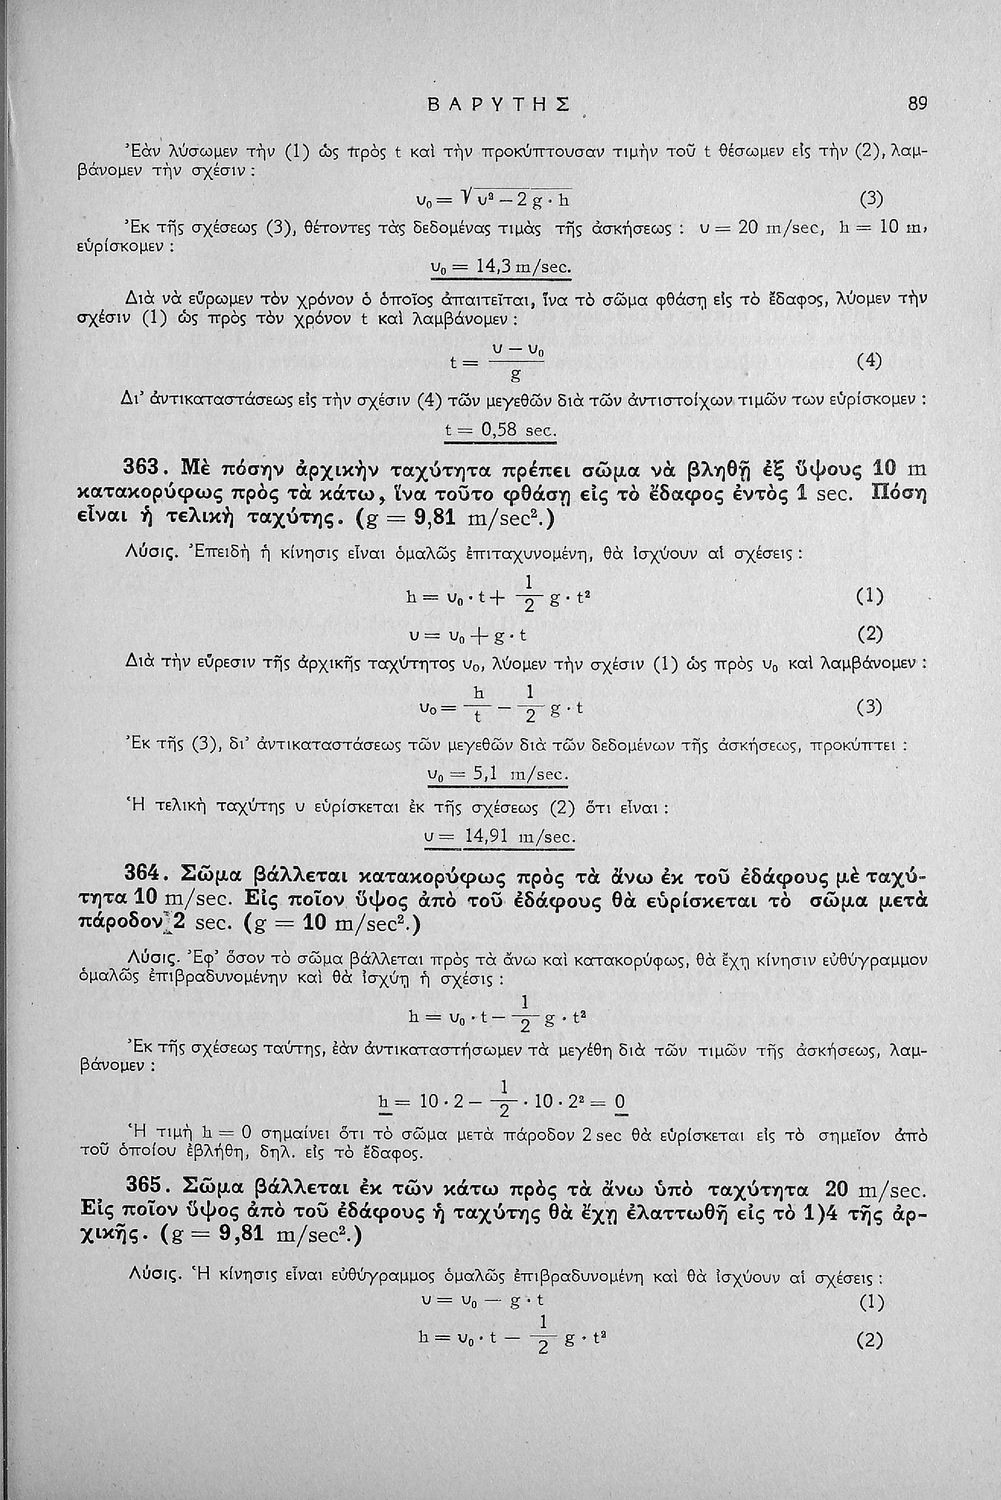 ΒΑΡΥΤΗΣ 89
Ἐὰν λύσωμεν τὴν (1) ὡς πρὸς t καὶ τὴν προκύπτουσαν τιμὴν τοῦ t θέσωμεν εἰς τὴν (2), λαμ-
βάνομεν τὴν σχέσιν :
υ₀ = √υ² — 2 g · h (3)
Ἐκ τῆς σχέσεως (3), θέτοντες τὰς δεδομένας τιμὰς τῆς ἀσκήσεως : υ = 20 m/sec, h = 10 m,
εὑρίσκομεν :
υ₀ = 14,3 m/sec.
Διὰ νὰ εὕρωμεν τὸν χρόνον ὁ ὁποῖος ἀπαιτεῖται, ἵνα τὸ σῶμα φθάση εἰς τὸ ἔδαφος, λύομεν τὴν
σχέσιν (1) ὡς πρὸς τὸν χρόνον t καὶ λαμβάνομεν :
t = (υ — υ₀)/g (4)
Δι’ ἀντικαταστάσεως εἰς τὴν σχέσιν (4) τῶν μεγεθῶν διὰ τῶν ἀντιστοίχων τιμῶν των εὑρίσκομεν :
t = 0,58 sec.
363. Μὲ πόσην ἀρχικὴν ταχύτητα πρέπει σῶμα νὰ βληθῇ ἐξ ὕψους 10 m
κατακορύφως πρὸς τὰ κάτω, ἵνα τοῦτο φθάσῃ εἰς τὸ ἔδαφος ἐντὸς 1 sec. Πόση
εἶναι ἡ τελικὴ ταχύτης. (g = 9,81 m/sec².)
Λύσις. Ἐπειδὴ ἡ κίνησις εἶναι ὁμαλῶς ἐπιταχυνομένη, θὰ ἰσχύουν αἱ σχέσεις :
h = υ₀ · t + 1/2 g · t² (1)
υ = υ₀ + g · t (2)
Διὰ τὴν εὕρεσιν τῆς ἀρχικῆς ταχύτητος υ₀, λύομεν τὴν σχέσιν (1) ὡς πρὸς υ₀ καὶ λαμβάνομεν :
υ₀ = h/t — 1/2 g · t (3)
Ἐκ τῆς (3), δι’ ἀντικαταστάσεως τῶν μεγεθῶν διὰ τῶν δεδομένων τῆς ἀσκήσεως, προκύπτει :
υ₀ = 5,1 m/sec.
Ἡ τελικὴ ταχύτης υ εὑρίσκεται ἐκ τῆς σχέσεως (2) ὅτι εἶναι :
υ = 14,91 m/sec.
364. Σῶμα βάλλεται κατακορύφως πρὸς τὰ ἄνω ἐκ τοῦ ἐδάφους μὲ ταχύ-
τητα 10 m/sec. Εἰς ποῖον ὕψος ἀπὸ τοῦ ἐδάφους θὰ εὑρίσκεται τὸ σῶμα μετὰ
πάροδον 2 sec. (g = 10 m/sec².)
Λύσις. Ἐφ’ ὅσον τὸ σῶμα βάλλεται πρὸς τὰ ἄνω καὶ κατακορύφως, θὰ ἔχῃ κίνησιν εὐθύγραμμον
ὁμαλῶς ἐπιβραδυνομένην καὶ θὰ ἰσχύῃ ἡ σχέσις :
h = υ₀ · t — 1/2 g · t²
Ἐκ τῆς σχέσεως ταύτης, ἐὰν ἀντικαταστήσωμεν τὰ μεγέθη διὰ τῶν τιμῶν τῆς ἀσκήσεως, λαμ-
βάνομεν :
h = 10 · 2 — 1/2 · 10 · 2² = 0
Ἡ τιμὴ h = 0 σημαίνει ὅτι τὸ σῶμα μετὰ πάροδον 2 sec θὰ εὑρίσκεται εἰς τὸ σημεῖον ἀπὸ
τοῦ ὁποίου ἐβλήθη, δηλ. εἰς τὸ ἔδαφος.
365. Σῶμα βάλλεται ἐκ τῶν κάτω πρὸς τὰ ἄνω ὑπὸ ταχύτητα 20 m/sec.
Εἰς ποῖον ὕψος ἀπὸ τοῦ ἐδάφους ἡ ταχύτης θὰ ἔχῃ ἐλαττωθῆ εἰς τὸ 1)4 τῆς ἀρ-
χικῆς. (g = 9,81 m/sec².)
Λύσις. Ἡ κίνησις εἶναι εὐθύγραμμος ὁμαλῶς ἐπιβραδυνομένη καὶ θὰ ἰσχύουν αἱ σχέσεις :
υ = υ₀ — g · t (1)
h = υ₀ · t — 1/2 g · t² (2)